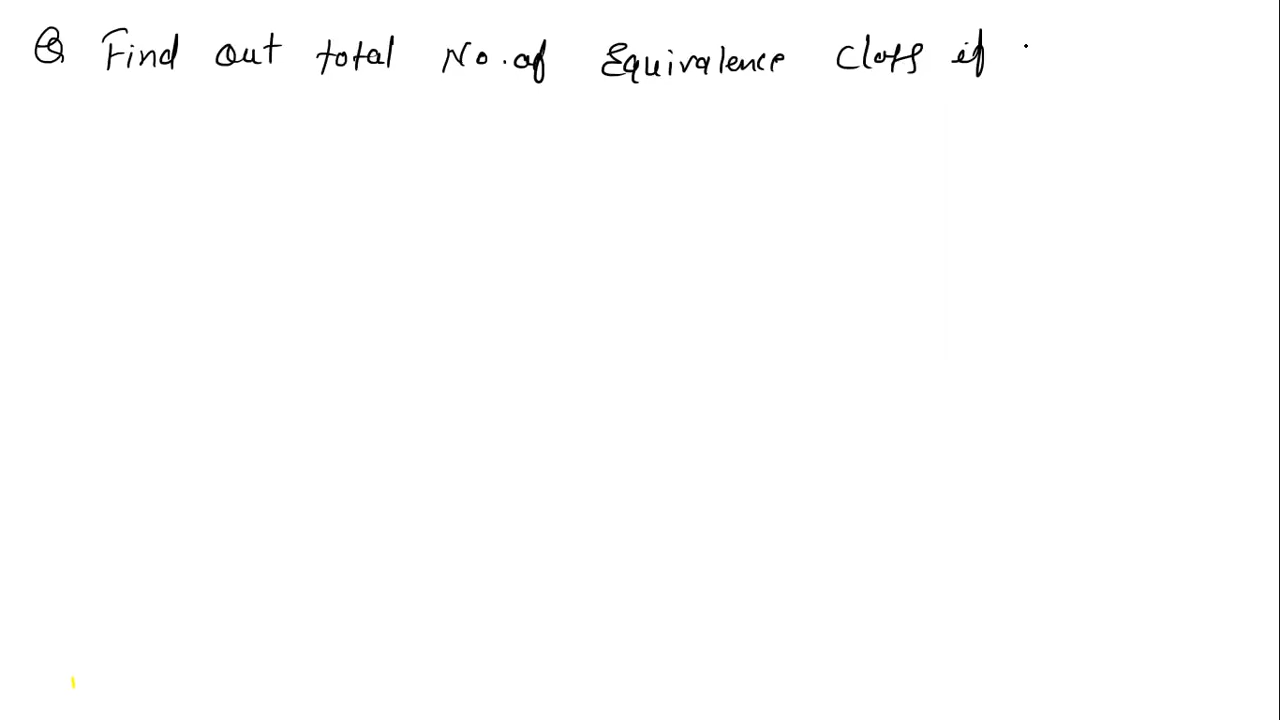 Q Find out total No. of Equivalence Class if